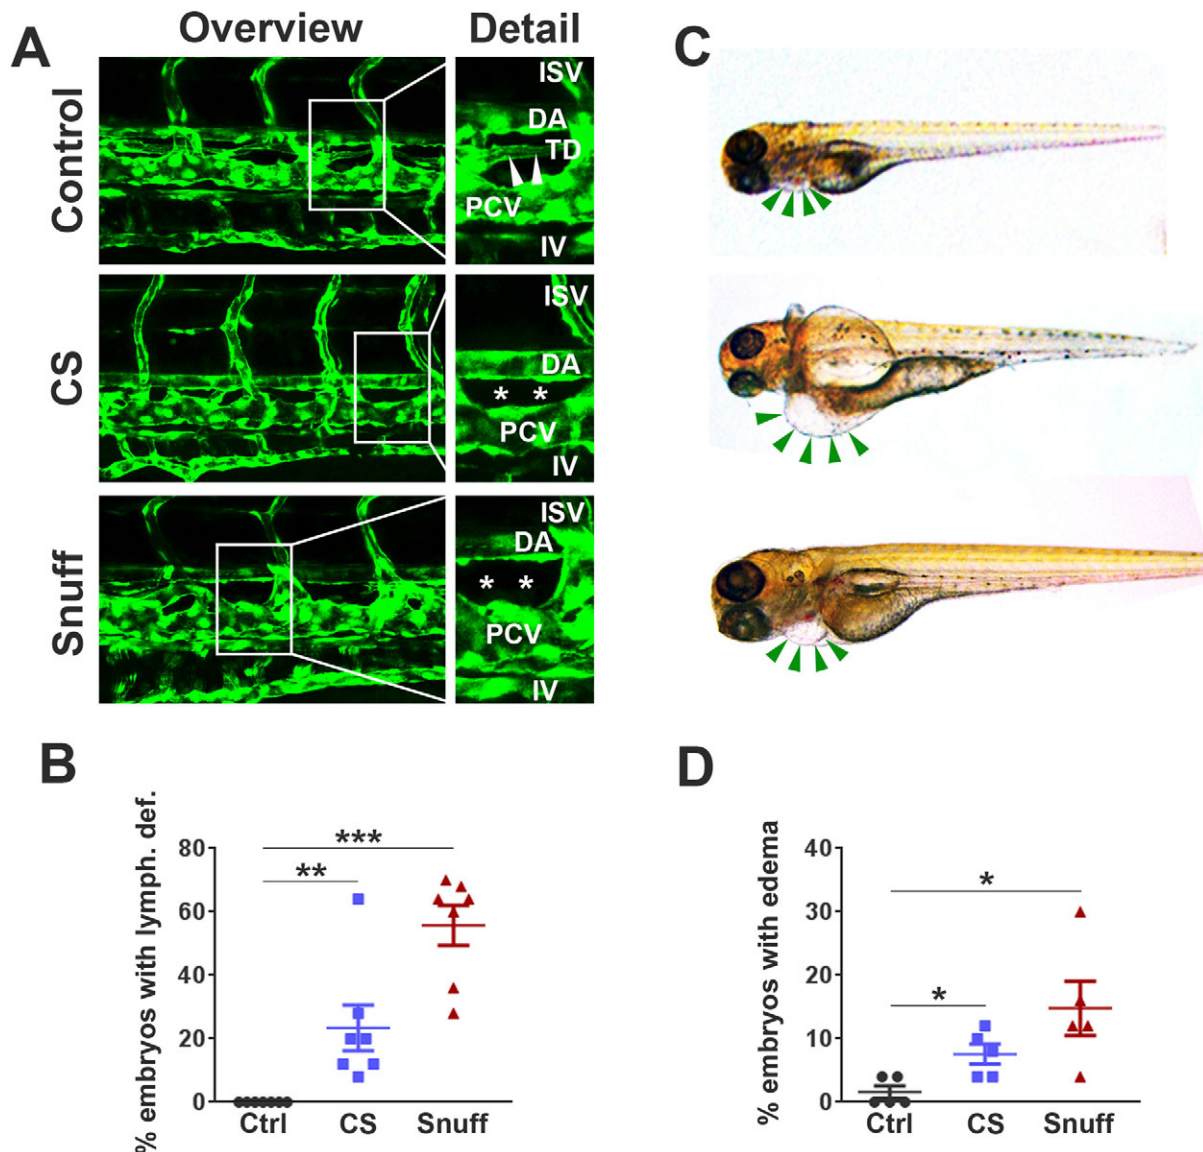 A
Overview
Detail
C
Control
ISV
DA
TD
PCV
IV
CS
ISV
DA
* *
PCV
IV
Snuff
ISV
DA
* *
PCV
IV
B
% embryos with lymph. def.
80
60
40
20
0
***
**
Ctrl
CS
Snuff
D
% embryos with edema
40
30
20
10
0
*
*
Ctrl
CS
Snuff